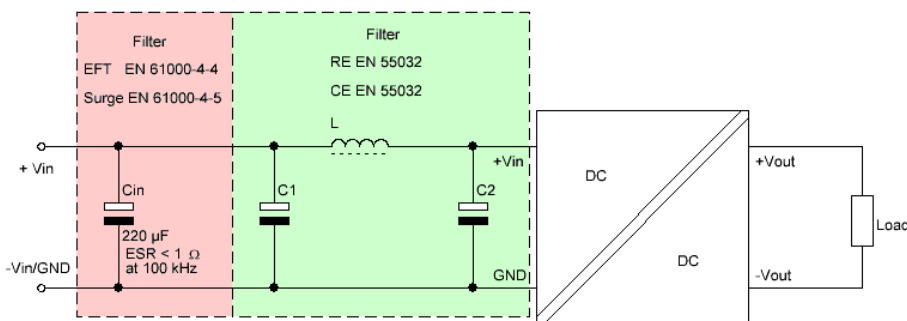 Filter
EFT EN 61000-4-4
Surge EN 61000-4-5
Filter
RE EN 55032
CE EN 55032
L
+ Vin
+Vin
DC
+Vout
Cin
C1
C2
Load
220 µF
ESR < 1 Ω
at 100 kHz
DC
-Vin/GND
GND
-Vout